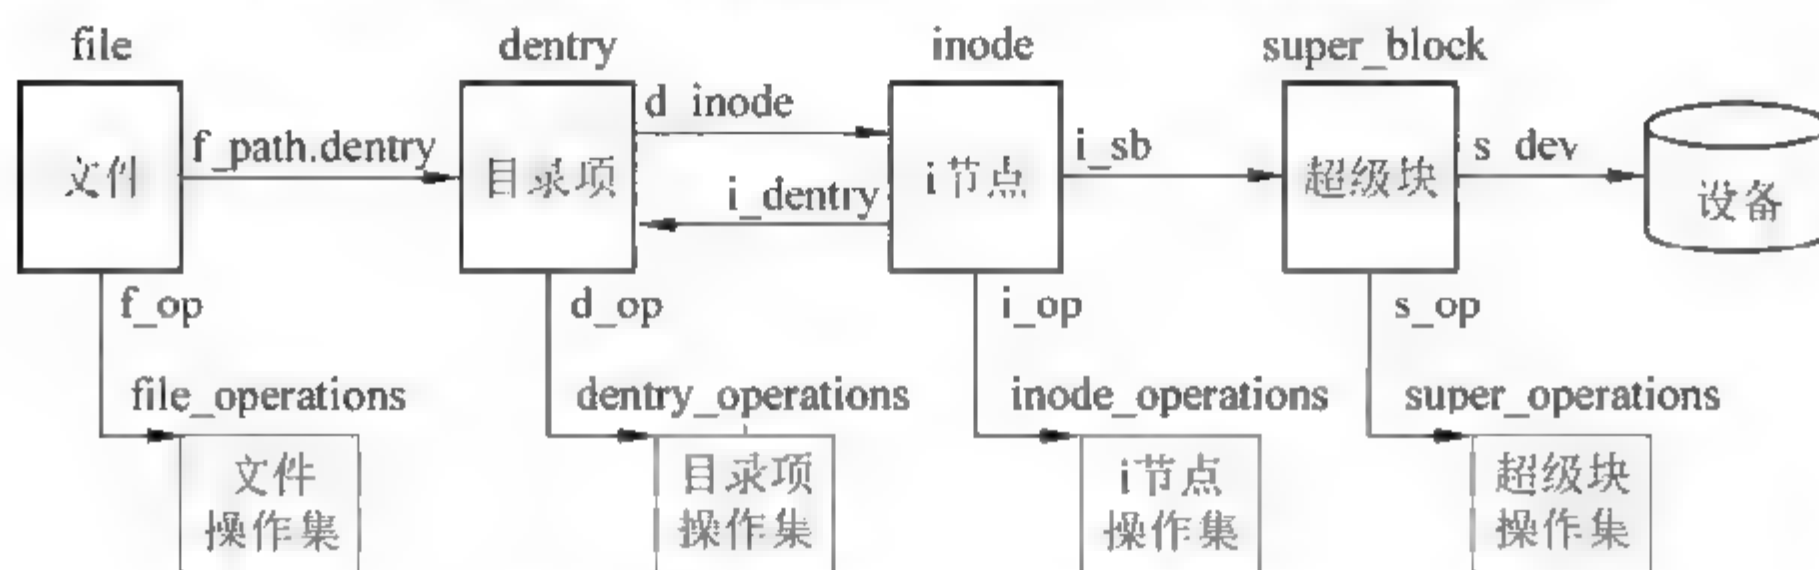 file
dentry
inode
super_block
文件
f_path.dentry
目录项
d_inode
i_dentry
i节点
i_sb
超级块
s_dev
设备
f_op
d_op
i_op
s_op
file_operations
dentry_operations
inode_operations
super_operations
文件
操作集
目录项
操作集
i节点
操作集
超级块
操作集